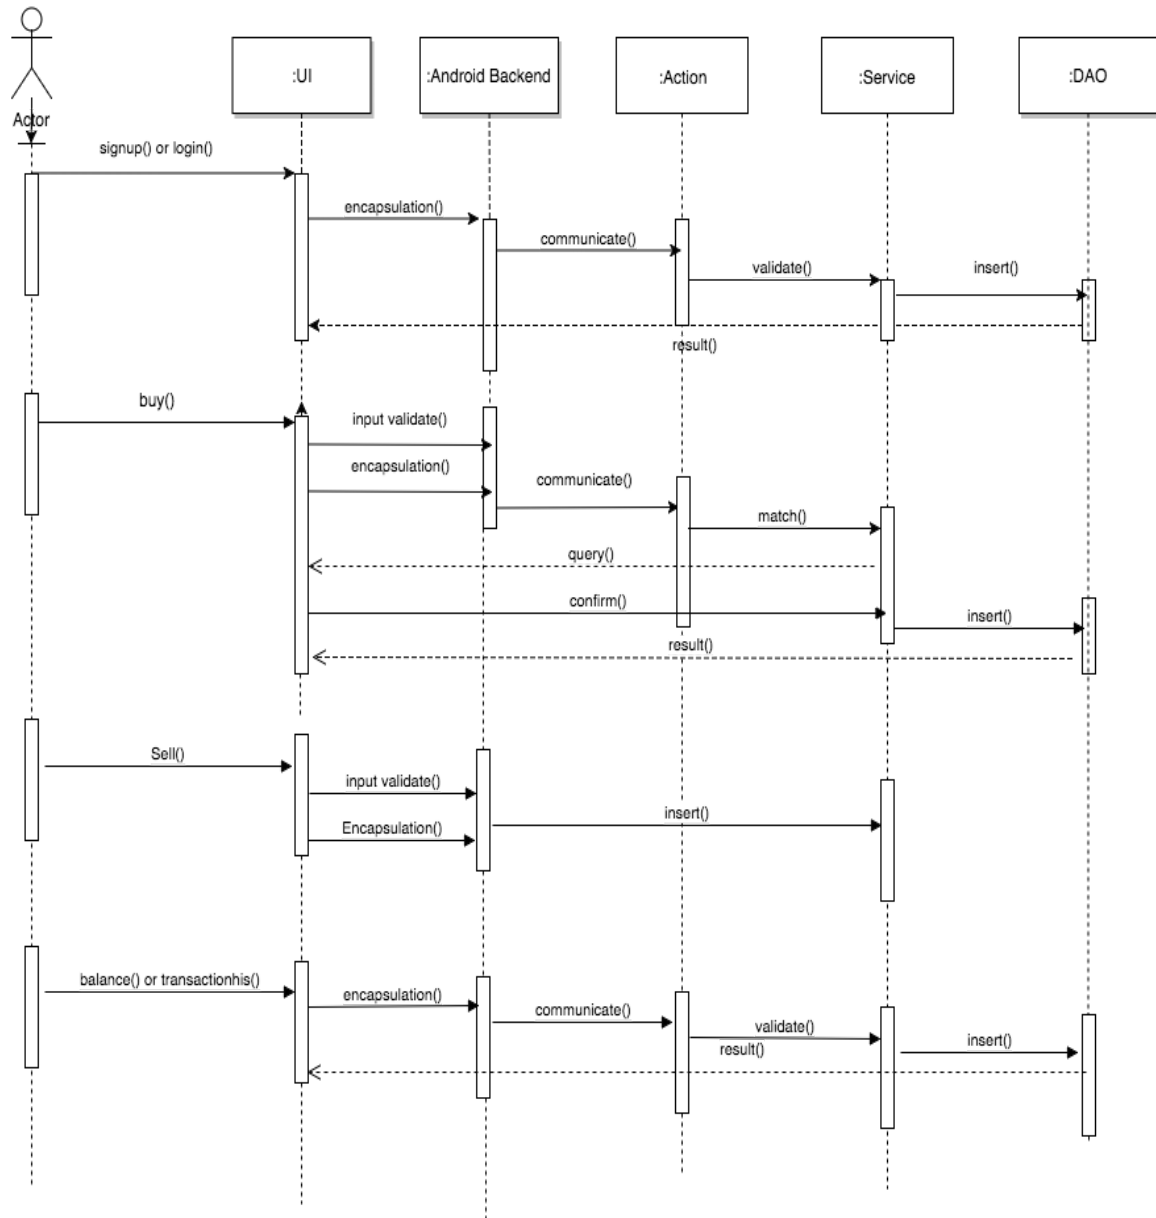 Actor
:UI
:Android Backend
:Action
:Service
:DAO
signup() or login()
encapsulation()
communicate()
validate()
insert()
result()
buy()
input validate()
encapsulation()
communicate()
match()
query()
confirm()
insert()
result()
Sell()
input validate()
insert()
Encapsulation()
balance() or transactionhis()
encapsulation()
communicate()
validate()
insert()
result()